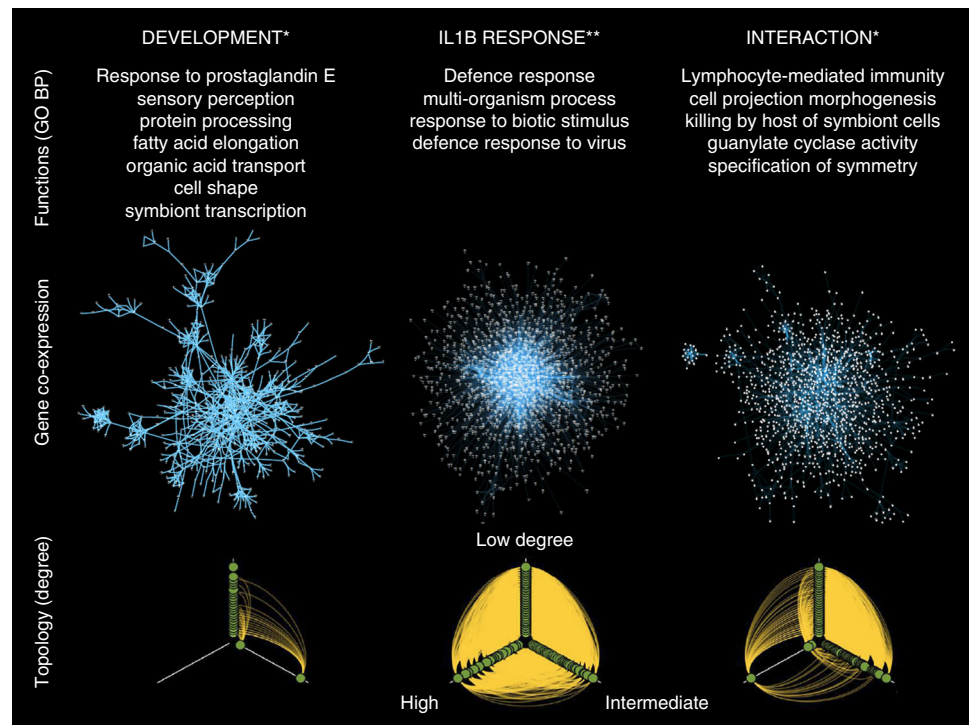 DEVELOPMENT*
IL1B RESPONSE**
INTERACTION*
Functions (GO BP)
Response to prostaglandin E
sensory perception
protein processing
fatty acid elongation
organic acid transport
cell shape
symbiont transcription
Defence response
multi-organism process
response to biotic stimulus
defence response to virus
Lymphocyte-mediated immunity
cell projection morphogenesis
killing by host of symbiont cells
guanylate cyclase activity
specification of symmetry
Gene co-expression
Topology (degree)
Low degree
High
Intermediate